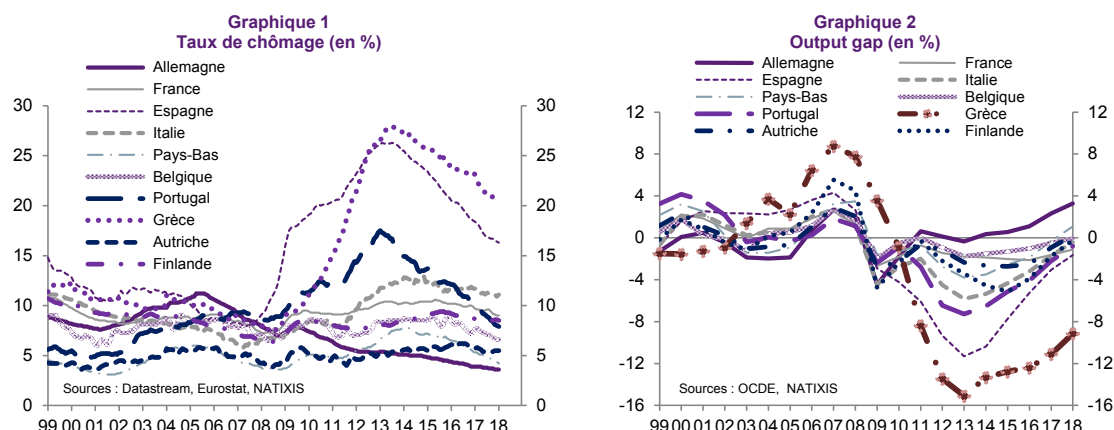 Graphique 1
Taux de chômage (en %)
Allemagne
France
Espagne
Italie
Pays-Bas
Belgique
Portugal
Grèce
Autriche
Finlande
30 30
25 25
20 20
15 15
10 10
5 5
0 0
Sources : Datastream, Eurostat, NATIXIS
99 00 01 02 03 04 05 06 07 08 09 10 11 12 13 14 15 16 17 18
Graphique 2
Output gap (en %)
Allemagne France
Espagne Italie
Pays-Bas Belgique
Portugal Grèce
Autriche Finlande
12 12
8 8
4 4
0 0
-4 -4
-8 -8
-12 -12
-16 -16
Sources : OCDE, NATIXIS
99 00 01 02 03 04 05 06 07 08 09 10 11 12 13 14 15 16 17 18